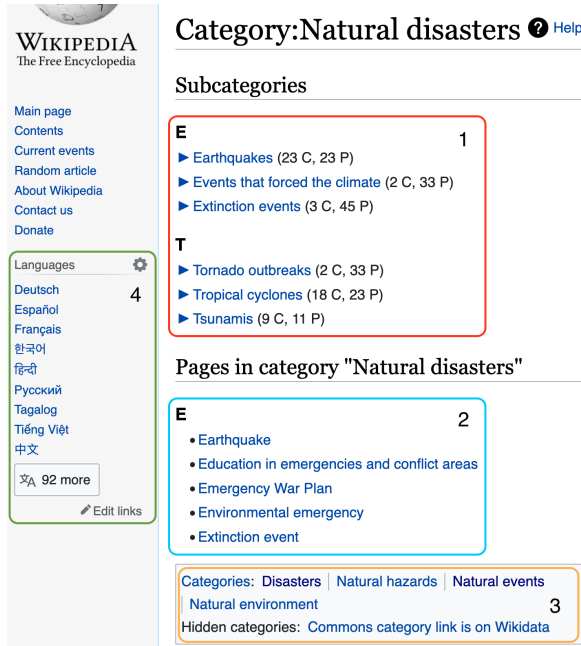 WIKIPEDIA
The Free Encyclopedia
Main page
Contents
Current events
Random article
About Wikipedia
Contact us
Donate
Languages
4
Deutsch
Español
Français
한국어
हिन्दी
Русский
Tagalog
Tiếng Việt
中文
92 more
Edit links
Category:Natural disasters ? Help
Subcategories
1
E
► Earthquakes (23 C, 23 P)
► Events that forced the climate (2 C, 33 P)
► Extinction events (3 C, 45 P)
T
► Tornado outbreaks (2 C, 33 P)
► Tropical cyclones (18 C, 23 P)
► Tsunamis (9 C, 11 P)
Pages in category "Natural disasters"
2
E
• Earthquake
• Education in emergencies and conflict areas
• Emergency War Plan
• Environmental emergency
• Extinction event
Categories: Disasters | Natural hazards | Natural events
| Natural environment
3
Hidden categories: Commons category link is on Wikidata